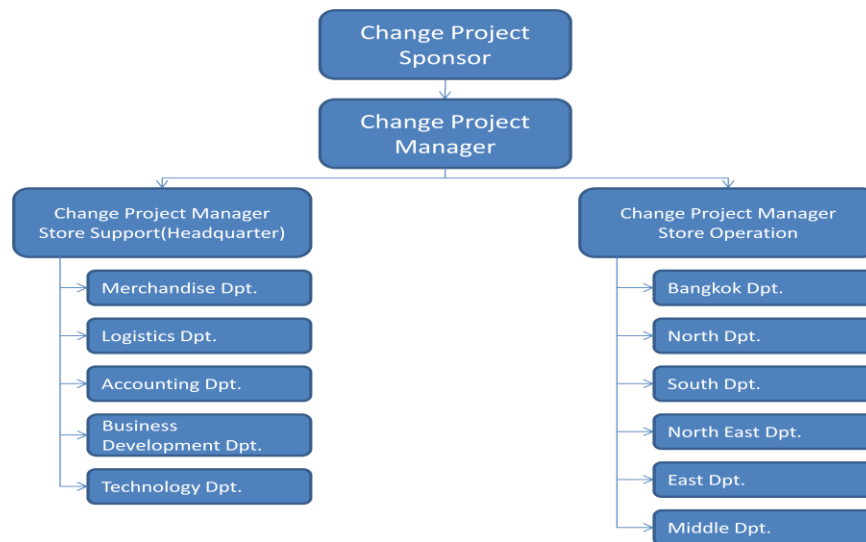 Change Project
Sponsor
Change Project
Manager
Change Project Manager
Store Support(Headquarter)
Merchandise Dpt.
Logistics Dpt.
Accounting Dpt.
Business
Development Dpt.
Technology Dpt.
Change Project Manager
Store Operation
Bangkok Dpt.
North Dpt.
South Dpt.
North East Dpt.
East Dpt.
Middle Dpt.